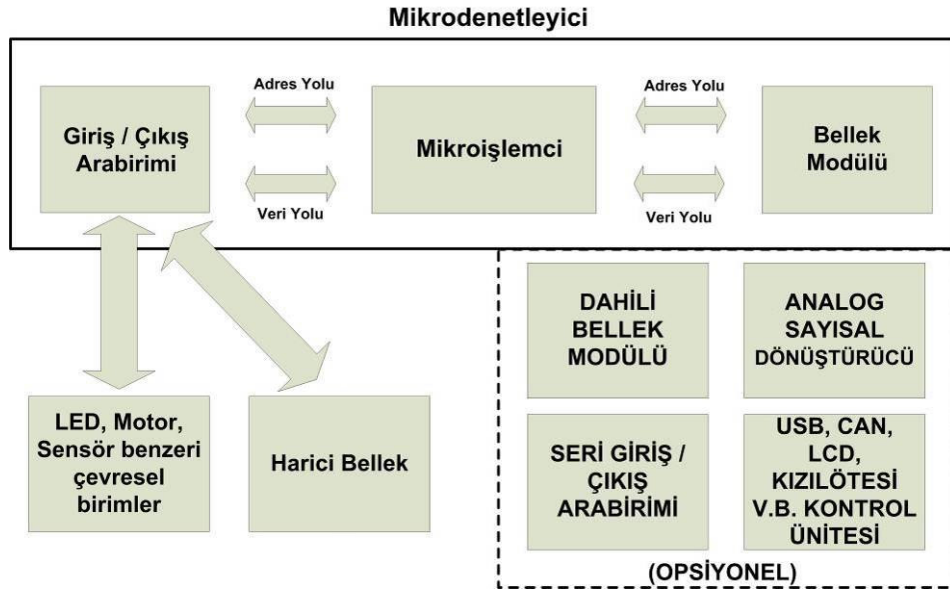 Mikrodenetleyici
Giriş / Çıkış
Arabirimi
Adres Yolu
Veri Yolu
Mikroişlemci
Adres Yolu
Veri Yolu
Bellek
Modülü
LED, Motor,
Sensör benzeri
çevresel
birimler
Harici Bellek
DAHİLİ
BELLEK
MODÜLÜ
ANALOG
SAYISAL
DÖNÜŞTÜRÜCÜ
SERİ GİRİŞ /
ÇIKIŞ
ARABİRİMİ
USB, CAN,
LCD,
KIZILÖTESİ
V.B. KONTROL
ÜNİTESİ
(OPSİYONEL)